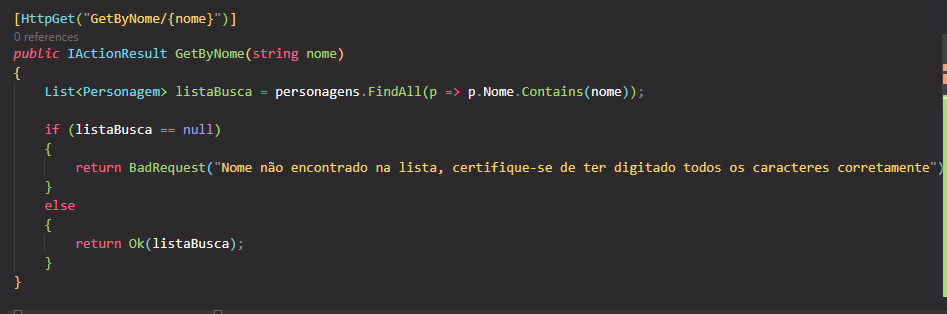 [HttpGet("GetByNome/{nome}")]
0 references
public IActionResult GetByNome(string nome)
{
List<Personagem> listaBusca = personagens.FindAll(p => p.Nome.Contains(nome));
if (listaBusca == null)
{
return BadRequest("Nome não encontrado na lista, certifique-se de ter digitado todos os caracteres corretamente")
}
else
{
return Ok(listaBusca);
}
}